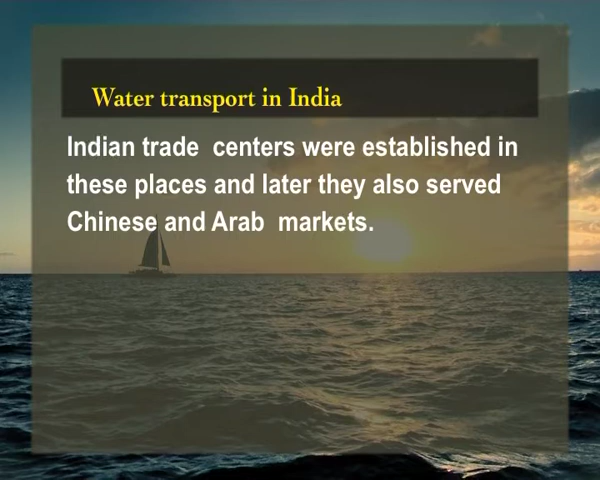 Water transport in India
Indian trade centers were established in
these places and later they also served
Chinese and Arab markets.